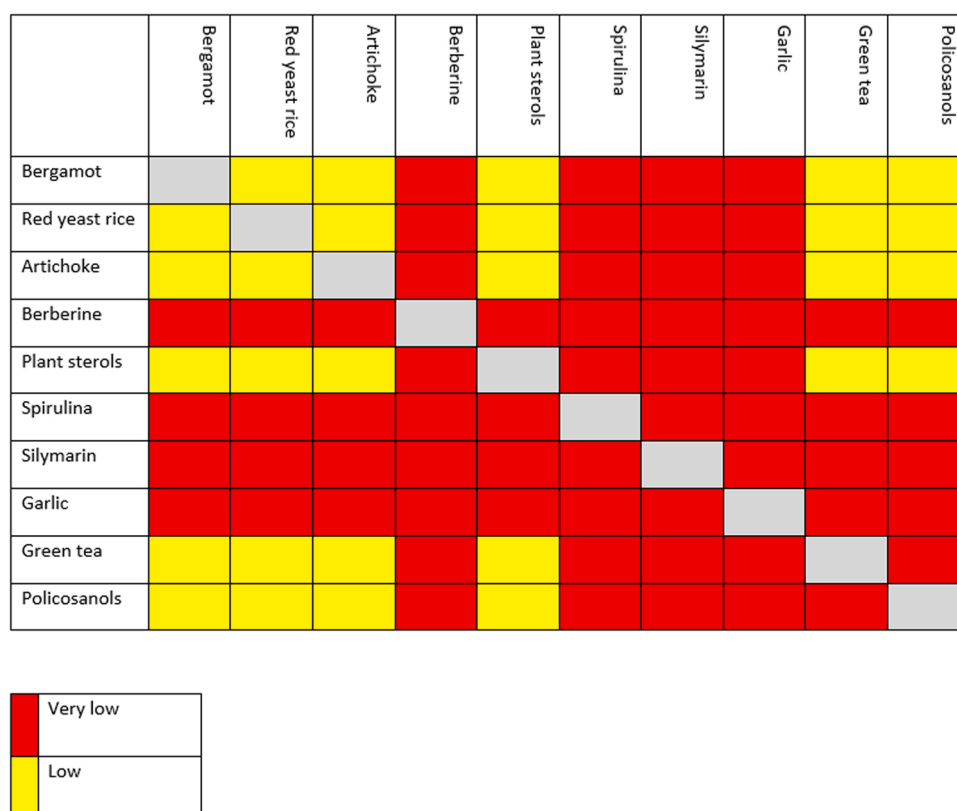 Bergamot
Red yeast rice
Artichoke
Berberine
Plant sterols
Spirulina
Silymarin
Garlic
Green tea
Policosanols
Bergamot
Red yeast rice
Artichoke
Berberine
Plant sterols
Spirulina
Silymarin
Garlic
Green tea
Policosanols
Very low
Low